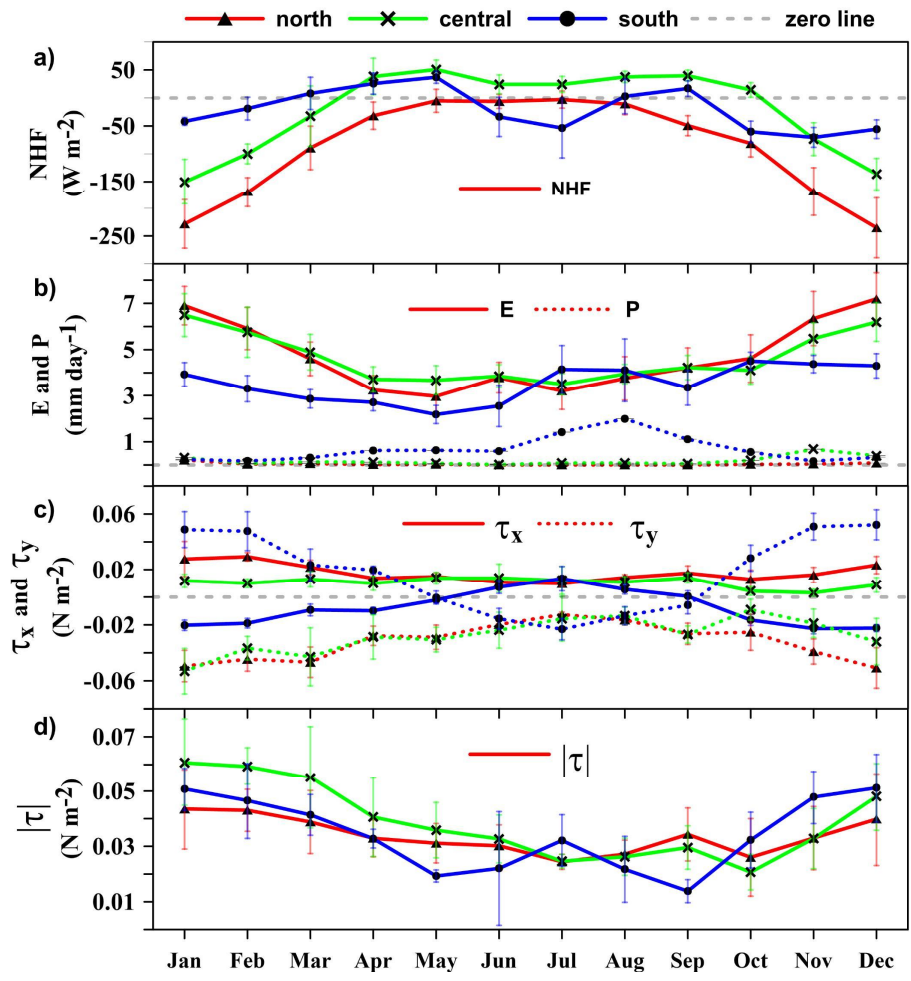 north central south zero line
a)
50
-50
-150
-250
NHF
(W m-2)
NHF
b)
7
5
3
1
E and P
(mm day-1)
E P
c)
0.06
0.02
-0.02
-0.06
τx and τy
(N m-2)
τx τy
d)
0.07
0.05
0.03
0.01
|τ|
(N m-2)
|τ|
Jan Feb Mar Apr May Jun Jul Aug Sep Oct Nov Dec